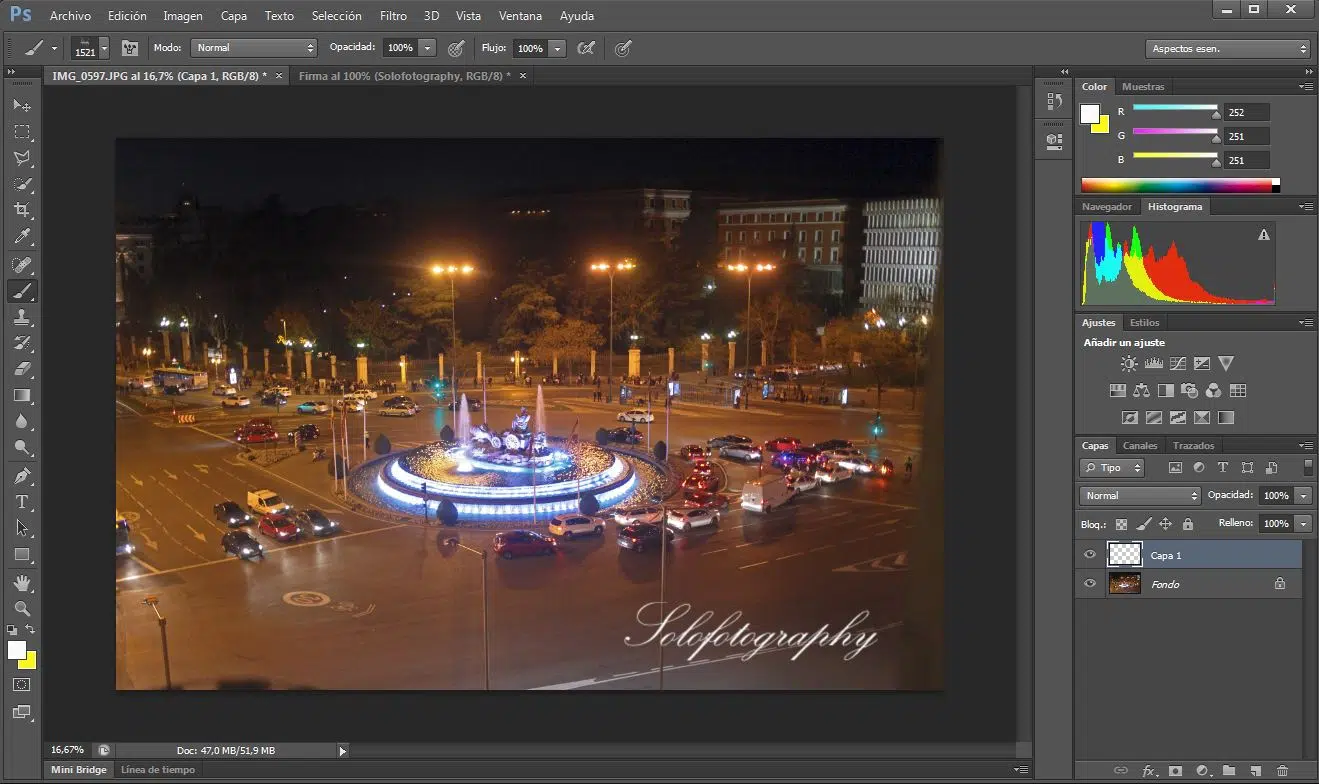 Ps Archivo Edición Imagen Capa Texto Selección Filtro 3D Vista Ventana Ayuda
1521 Modo: Normal Opacidad: 100% Flujo: 100% Aspectos esen.
IMG_0597.JPG al 16,7% (Capa 1, RGB/8) * × Firma al 100% (Solofotography, RGB/8) * ×
Color Muestras
R 252
G 251
B 251
Navegador Histograma
Ajustes Estilos
Añadir un ajuste
Capas Canales Trazados
Tipo
Normal Opacidad: 100%
Bloq.: Relleno: 100%
Capa 1
Fondo
Solofotography
16,67% Doc: 47,0 MB/51,9 MB
Mini Bridge Línea de tiempo
fx